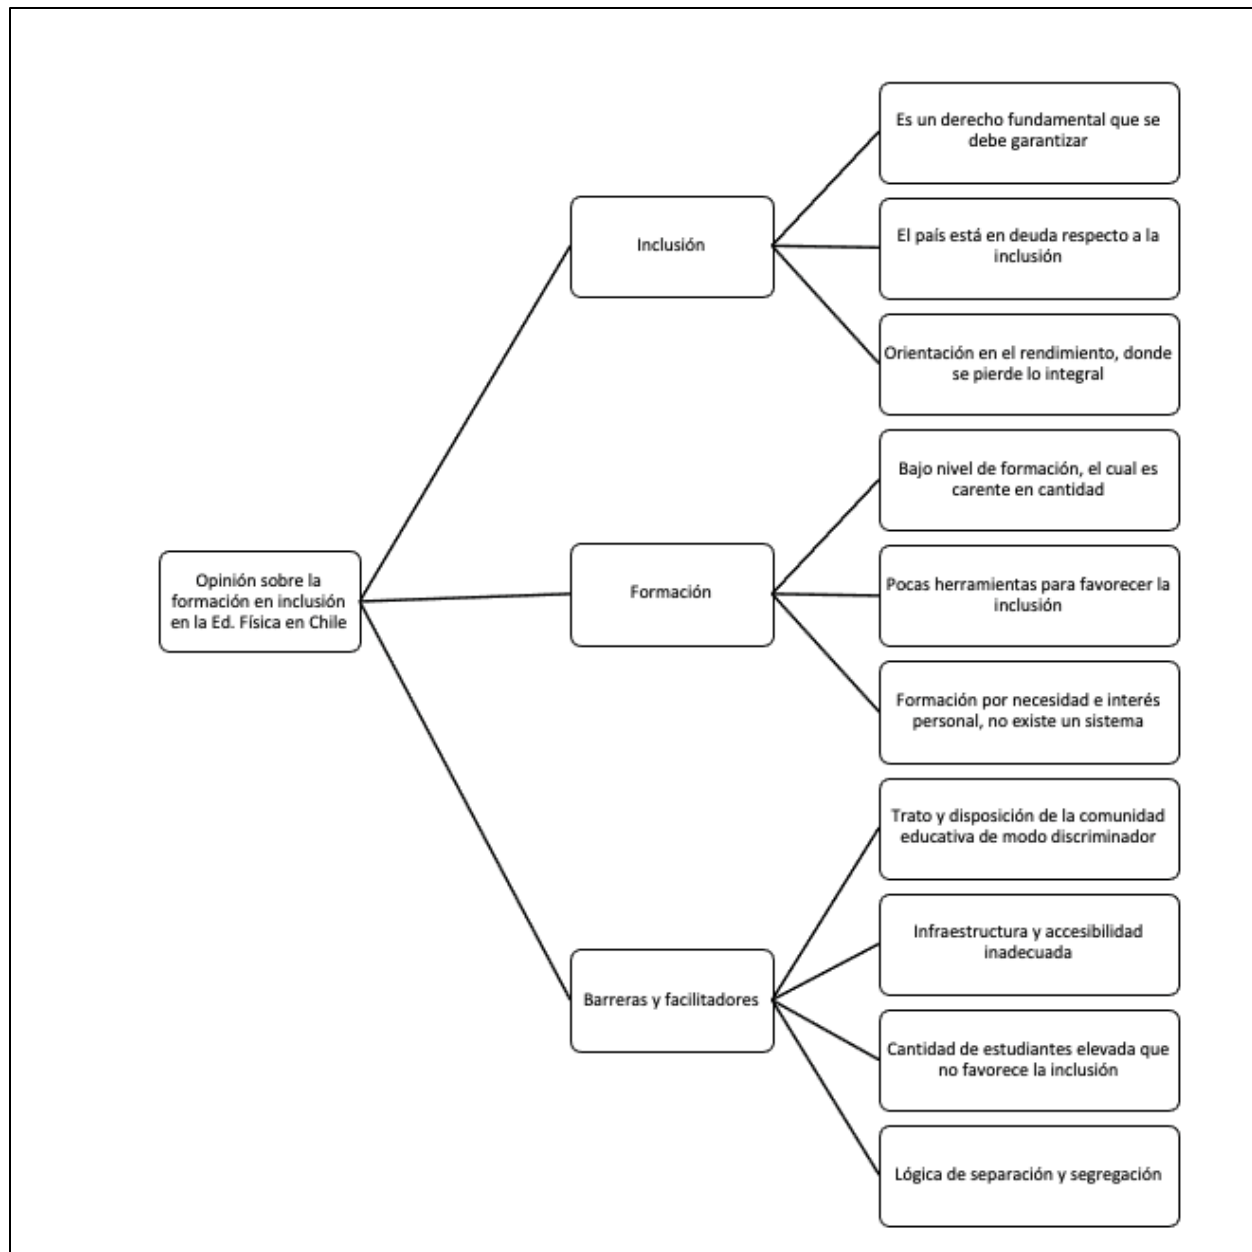 Opinión sobre la
formación en inclusión
en la Ed. Física en Chile
Inclusión
Es un derecho fundamental que se
debe garantizar
El país está en deuda respecto a la
inclusión
Orientación en el rendimiento, donde
se pierde lo integral
Formación
Bajo nivel de formación, el cual es
carente en cantidad
Pocas herramientas para favorecer la
inclusión
Formación por necesidad e interés
personal, no existe un sistema
Barreras y facilitadores
Trato y disposición de la comunidad
educativa de modo discriminador
Infraestructura y accesibilidad
inadecuada
Cantidad de estudiantes elevada que
no favorece la inclusión
Lógica de separación y segregación